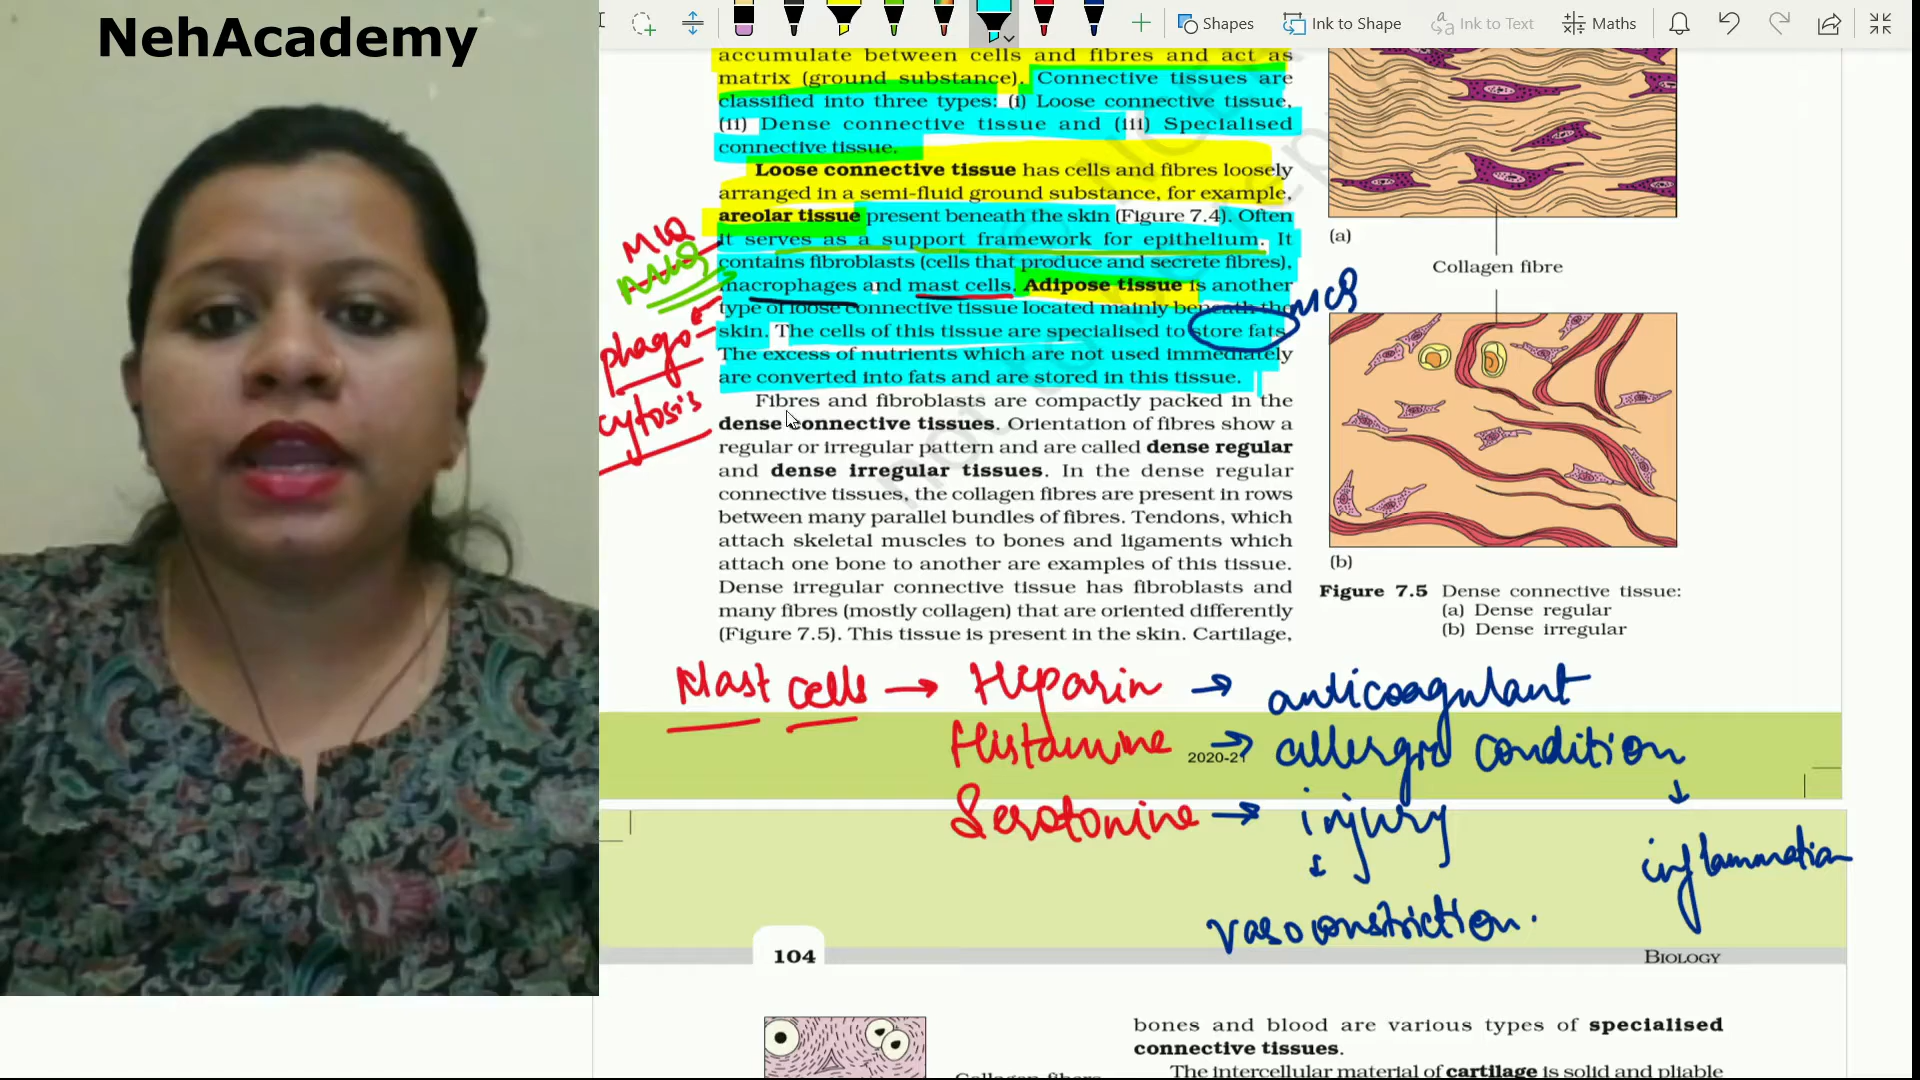 NehAcademy
Shapes
Ink to Shape
Ink to Text
Maths
accumulate between cells and fibres and act as
matrix (ground substance). Connective tissues are
classified into three types: (i) Loose connective tissue,
(ii) Dense connective tissue and (iii) Specialised
connective tissue.
Loose connective tissue has cells and fibres loosely
arranged in a semi-fluid ground substance, for example,
areolar tissue present beneath the skin (Figure 7.4). Often
it serves as a support framework for epithelium. It
contains fibroblasts (cells that produce and secrete fibres),
macrophages and mast cells. Adipose tissue is another
type of loose connective tissue located mainly beneath the
skin. The cells of this tissue are specialised to store fats.
The excess of nutrients which are not used immediately
are converted into fats and are stored in this tissue.
Fibres and fibroblasts are compactly packed in the
dense connective tissues. Orientation of fibres show a
regular or irregular pattern and are called dense regular
and dense irregular tissues. In the dense regular
connective tissues, the collagen fibres are present in rows
between many parallel bundles of fibres. Tendons, which
attach skeletal muscles to bones and ligaments which
attach one bone to another are examples of this tissue.
Dense irregular connective tissue has fibroblasts and
many fibres (mostly collagen) that are oriented differently
(Figure 7.5). This tissue is present in the skin. Cartilage,
phago
cytosis
(a)
Collagen fibre
(b)
Figure 7.5 Dense connective tissue:
(a) Dense regular
(b) Dense irregular
Mast cells → Heparin → anticoagulant
Histamine → allergic condition
2020-21
Serotonine → injury
inflammation
vasoconstriction.
104
BIOLOGY
bones and blood are various types of specialised
connective tissues.
The intercellular material of cartilage is solid and pliable
Collagen fibers